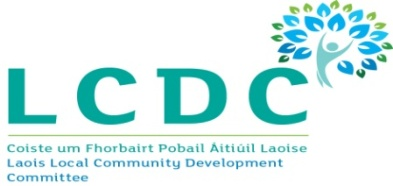 LCDC
Coiste um Fhorbairt Pobail Áitiúil Laoise
Laois Local Community Development
Committee